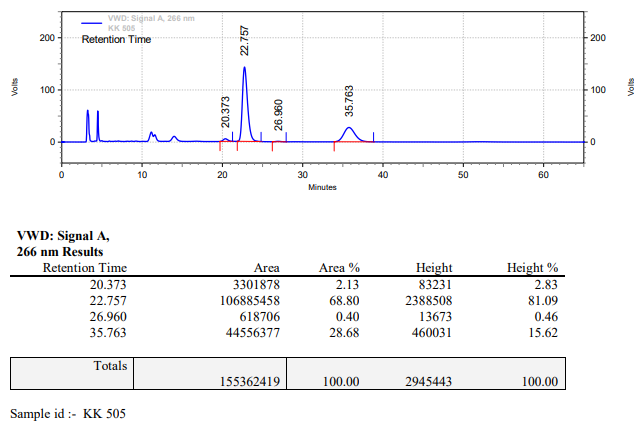 VWD: Signal A, 266 nm
KK 505
Retention Time
200
100
0
Volts
20.373
22.757
26.960
35.763
200
100
0
Volts
0 10 20 30 40 50 60
Minutes
VWD: Signal A,
266 nm Results
Retention Time Area Area % Height Height %
20.373 3301878 2.13 83231 2.83
22.757 106885458 68.80 2388508 81.09
26.960 618706 0.40 13673 0.46
35.763 44556377 28.68 460031 15.62
Totals
155362419 100.00 2945443 100.00
Sample id :- KK 505